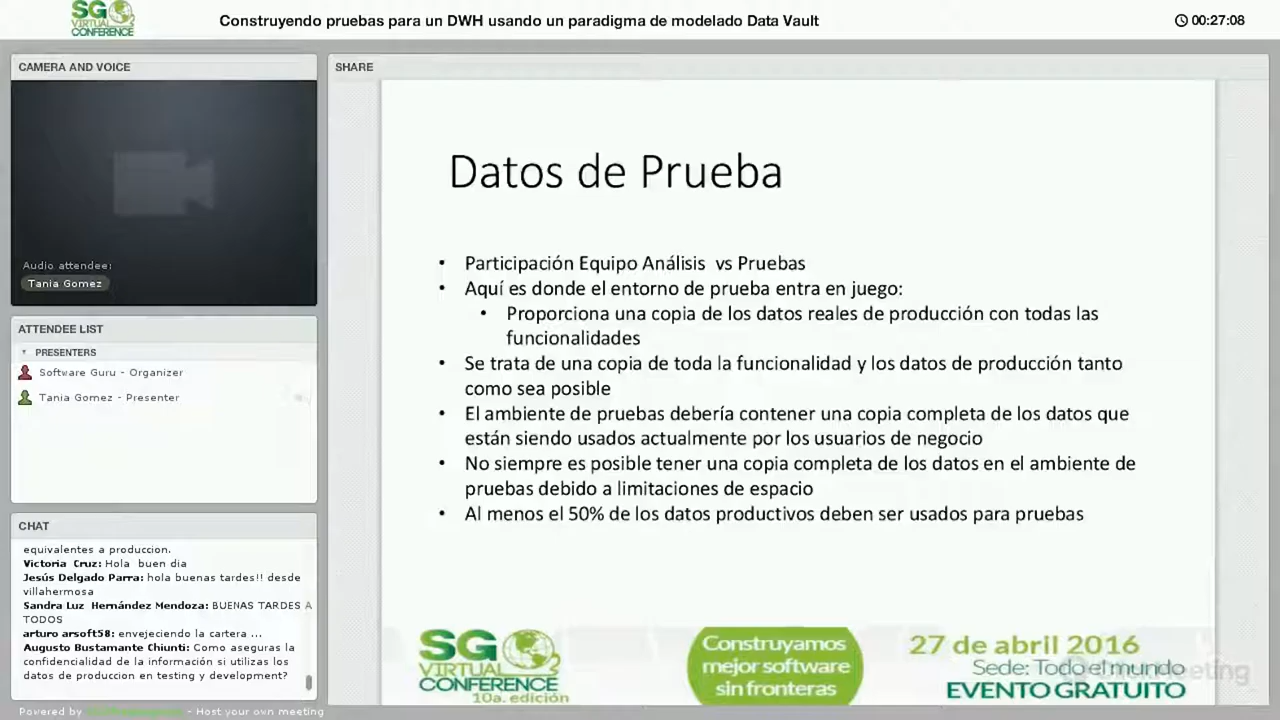 SG
VIRTUAL
CONFERENCE
Construyendo pruebas para un DWH usando un paradigma de modelado Data Vault
00:27:08
CAMERA AND VOICE
Audio attendee:
Tania Gomez
ATTENDEE LIST
PRESENTERS
Software Guru - Organizer
Tania Gomez - Presenter
CHAT
equivalentes a produccion.
Victoria Cruz: Hola buen dia
Jesús Delgado Parra: hola buenas tardes!! desde
villahermosa
Sandra Luz Hernández Mendoza: BUENAS TARDES A
TODOS
arturo arsoft58: envejeciendo la cartera ...
Augusto Bustamante Chiunti: Como aseguras la
confidencialidad de la información si utilizas los
datos de produccion en testing y development?
Powered by
- Host your own meeting
SHARE
Datos de Prueba
• Participación Equipo Análisis vs Pruebas
• Aquí es donde el entorno de prueba entra en juego:
• Proporciona una copia de los datos reales de producción con todas las
funcionalidades
• Se trata de una copia de toda la funcionalidad y los datos de producción tanto
como sea posible
• El ambiente de pruebas debería contener una copia completa de los datos que
están siendo usados actualmente por los usuarios de negocio
• No siempre es posible tener una copia completa de los datos en el ambiente de
pruebas debido a limitaciones de espacio
• Al menos el 50% de los datos productivos deben ser usados para pruebas
SG
VIRTUAL
CONFERENCE
10a. edición
Construyamos
mejor software
sin fronteras
27 de abril 2016
Sede: Todo el mundo
EVENTO GRATUITO